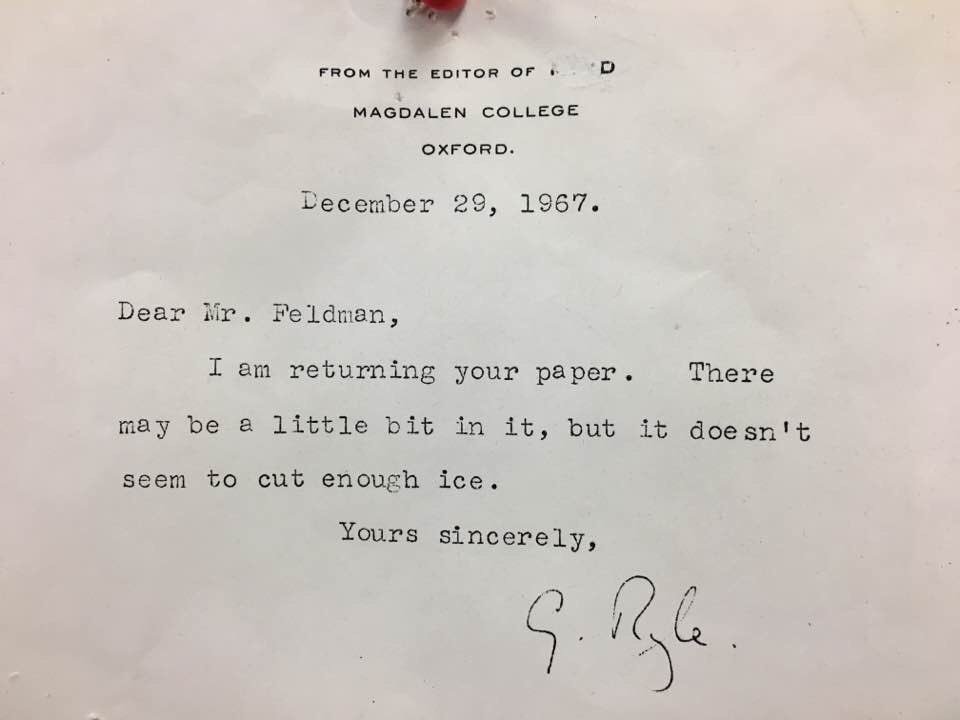 FROM THE EDITOR OF
MAGDALEN COLLEGE
OXFORD.
December 29, 1967.
Dear Mr. Feldman,
I am returning your paper. There
may be a little bit in it, but it doesn't
seem to cut enough ice.
Yours sincerely,
G. Ryle.